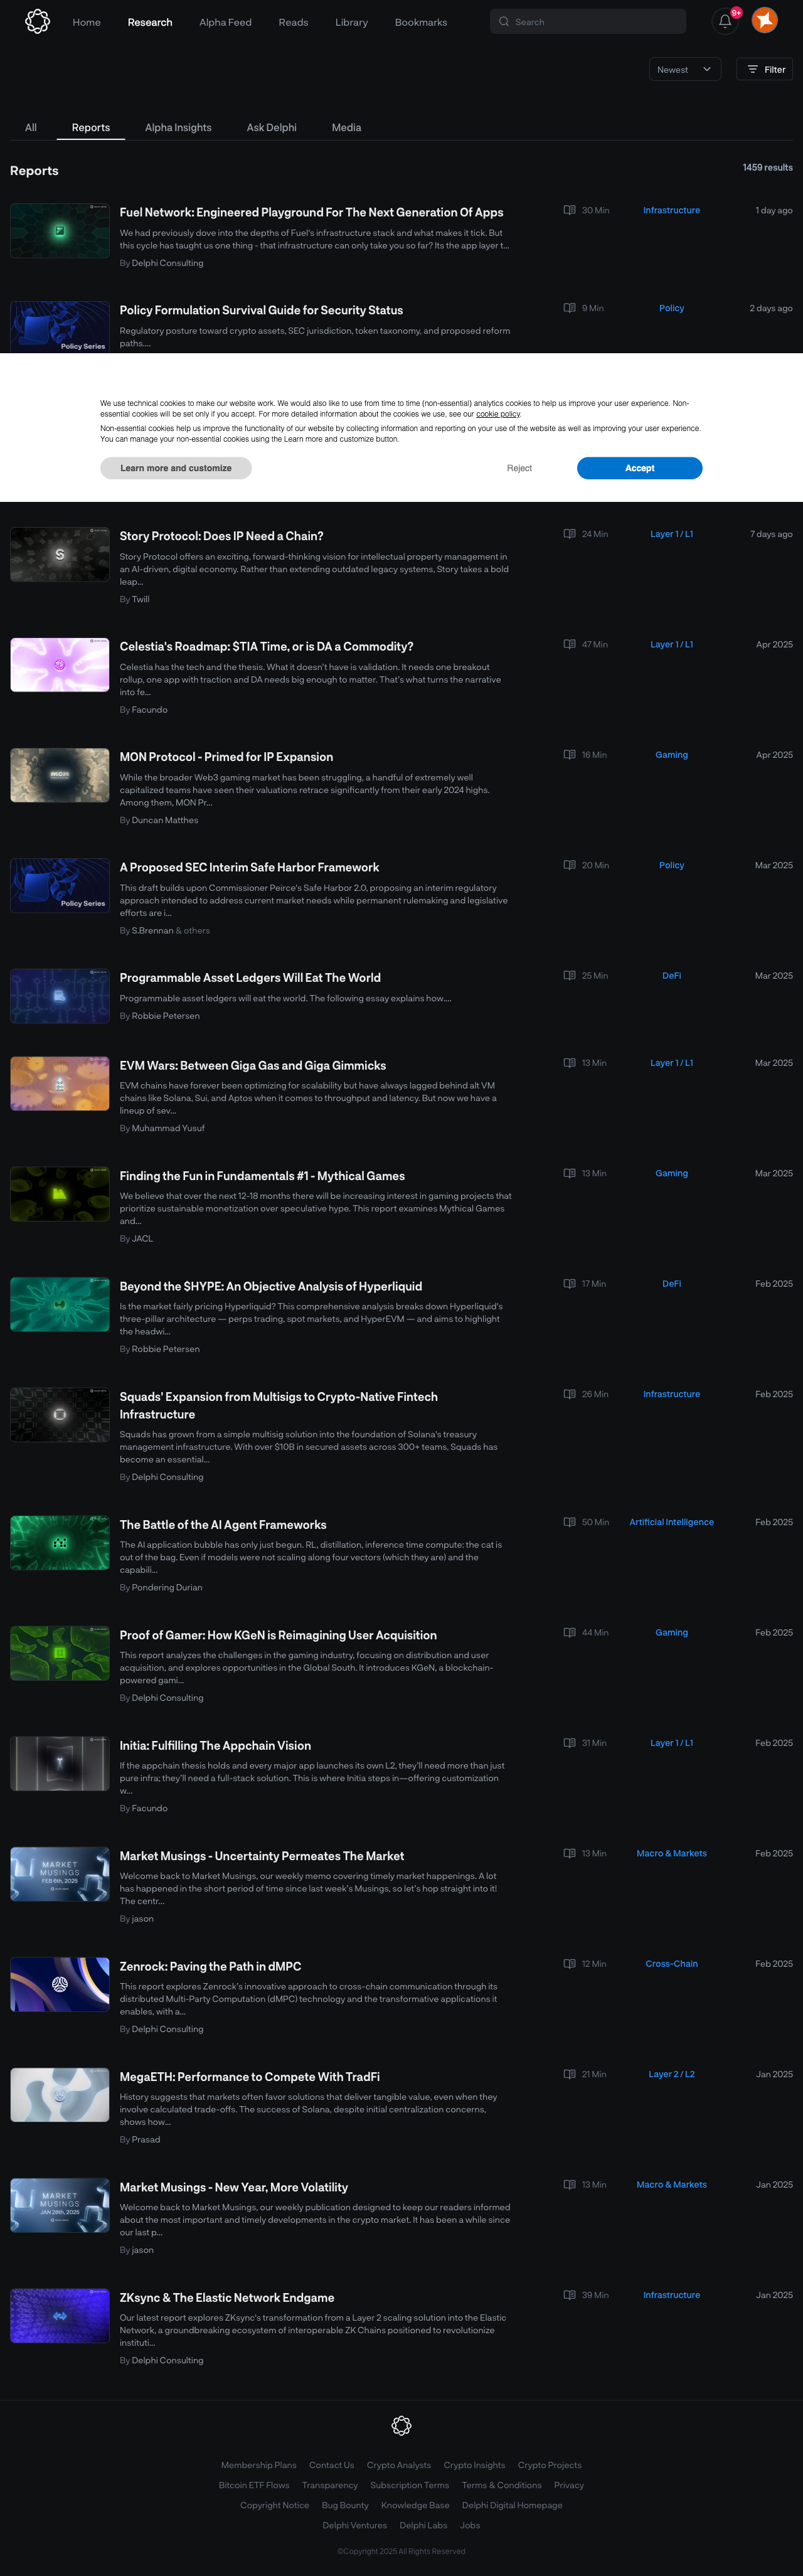 Home Research Alpha Feed Reads Library Bookmarks Search 9+
Newest Filter
All Reports Alpha Insights Ask Delphi Media
Reports 1459 results
Fuel Network: Engineered Playground For The Next Generation Of Apps 30 Min Infrastructure 1 day ago
We had previously dove into the depths of Fuel's infrastructure stack and what makes it tick. But
this cycle has taught us one thing - that infrastructure can only take you so far? Its the app layer t...
By Delphi Consulting
Policy Formulation Survival Guide for Security Status 9 Min Policy 2 days ago
Regulatory posture toward crypto assets, SEC jurisdiction, token taxonomy, and proposed reform
paths....
Policy Series
We use technical cookies to make our website work. We would also like to use from time to time (non-essential) analytics cookies to help us improve your user experience. Non-
essential cookies will be set only if you accept. For more detailed information about the cookies we use, see our cookie policy.
Non-essential cookies help us improve the functionality of our website by collecting information and reporting on your use of the website as well as improving your user experience.
You can manage your non-essential cookies using the Learn more and customize button.
Learn more and customize Reject Accept
Story Protocol: Does IP Need a Chain? 24 Min Layer 1 / L1 7 days ago
Story Protocol offers an exciting, forward-thinking vision for intellectual property management in
an AI-driven, digital economy. Rather than extending outdated legacy systems, Story takes a bold
leap...
By Twill
Celestia's Roadmap: $TIA Time, or is DA a Commodity? 47 Min Layer 1 / L1 Apr 2025
Celestia has the tech and the thesis. What it doesn't have is validation. It needs one breakout
rollup, one app with traction and DA needs big enough to matter. That's what turns the narrative
into fe...
By Facundo
MON Protocol - Primed for IP Expansion 16 Min Gaming Apr 2025
While the broader Web3 gaming market has been struggling, a handful of extremely well
capitalized teams have seen their valuations retrace significantly from their early 2024 highs.
Among them, MON Pr...
By Duncan Matthes
A Proposed SEC Interim Safe Harbor Framework 20 Min Policy Mar 2025
This draft builds upon Commissioner Peirce's Safe Harbor 2.0, proposing an interim regulatory
approach intended to address current market needs while permanent rulemaking and legislative
efforts are i...
Policy Series
By S.Brennan & others
Programmable Asset Ledgers Will Eat The World 25 Min DeFi Mar 2025
Programmable asset ledgers will eat the world. The following essay explains how....
By Robbie Petersen
EVM Wars: Between Giga Gas and Giga Gimmicks 13 Min Layer 1 / L1 Mar 2025
EVM chains have forever been optimizing for scalability but have always lagged behind alt VM
chains like Solana, Sui, and Aptos when it comes to throughput and latency. But now we have a
lineup of sev...
By Muhammad Yusuf
Finding the Fun in Fundamentals #1 - Mythical Games 13 Min Gaming Mar 2025
We believe that over the next 12-18 months there will be increasing interest in gaming projects that
prioritize sustainable monetization over speculative hype. This report examines Mythical Games
and...
By JACL
Beyond the $HYPE: An Objective Analysis of Hyperliquid 17 Min DeFi Feb 2025
Is the market fairly pricing Hyperliquid? This comprehensive analysis breaks down Hyperliquid's
three-pillar architecture — perps trading, spot markets, and HyperEVM — and aims to highlight
the headwi...
By Robbie Petersen
Squads' Expansion from Multisigs to Crypto-Native Fintech 26 Min Infrastructure Feb 2025
Infrastructure
Squads has grown from a simple multisig solution into the foundation of Solana's treasury
management infrastructure. With over $10B in secured assets across 300+ teams, Squads has
become an essential...
By Delphi Consulting
The Battle of the AI Agent Frameworks 50 Min Artificial Intelligence Feb 2025
The AI application bubble has only just begun. RL, distillation, inference time compute: the cat is
out of the bag. Even if models were not scaling along four vectors (which they are) and the
capabili...
By Pondering Durian
Proof of Gamer: How KGeN is Reimagining User Acquisition 44 Min Gaming Feb 2025
This report analyzes the challenges in the gaming industry, focusing on distribution and user
acquisition, and explores opportunities in the Global South. It introduces KGeN, a blockchain-
powered gami...
By Delphi Consulting
Initia: Fulfilling The Appchain Vision 31 Min Layer 1 / L1 Feb 2025
If the appchain thesis holds and every major app launches its own L2, they'll need more than just
pure infra; they'll need a full-stack solution. This is where Initia steps in—offering customization
w...
By Facundo
Market Musings - Uncertainty Permeates The Market 13 Min Macro & Markets Feb 2025
MARKET
MUSINGS
FEB 6th, 2025
Welcome back to Market Musings, our weekly memo covering timely market happenings. A lot
has happened in the short period of time since last week's Musings, so let's hop straight into it!
The centr...
By jason
Zenrock: Paving the Path in dMPC 12 Min Cross-Chain Feb 2025
This report explores Zenrock's innovative approach to cross-chain communication through its
distributed Multi-Party Computation (dMPC) technology and the transformative applications it
enables, with a...
By Delphi Consulting
MegaETH: Performance to Compete With TradFi 21 Min Layer 2 / L2 Jan 2025
History suggests that markets often favor solutions that deliver tangible value, even when they
involve calculated trade-offs. The success of Solana, despite initial centralization concerns,
shows how...
By Prasad
Market Musings - New Year, More Volatility 13 Min Macro & Markets Jan 2025
MARKET
MUSINGS
JAN 28th, 2025
Welcome back to Market Musings, our weekly publication designed to keep our readers informed
about the most important and timely developments in the crypto market. It has been a while since
our last p...
By jason
ZKsync & The Elastic Network Endgame 39 Min Infrastructure Jan 2025
Our latest report explores ZKsync's transformation from a Layer 2 scaling solution into the Elastic
Network, a groundbreaking ecosystem of interoperable ZK Chains positioned to revolutionize
instituti...
By Delphi Consulting
Membership Plans Contact Us Crypto Analysts Crypto Insights Crypto Projects
Bitcoin ETF Flows Transparency Subscription Terms Terms & Conditions Privacy
Copyright Notice Bug Bounty Knowledge Base Delphi Digital Homepage
Delphi Ventures Delphi Labs Jobs
©Copyright 2025 All Rights Reserved